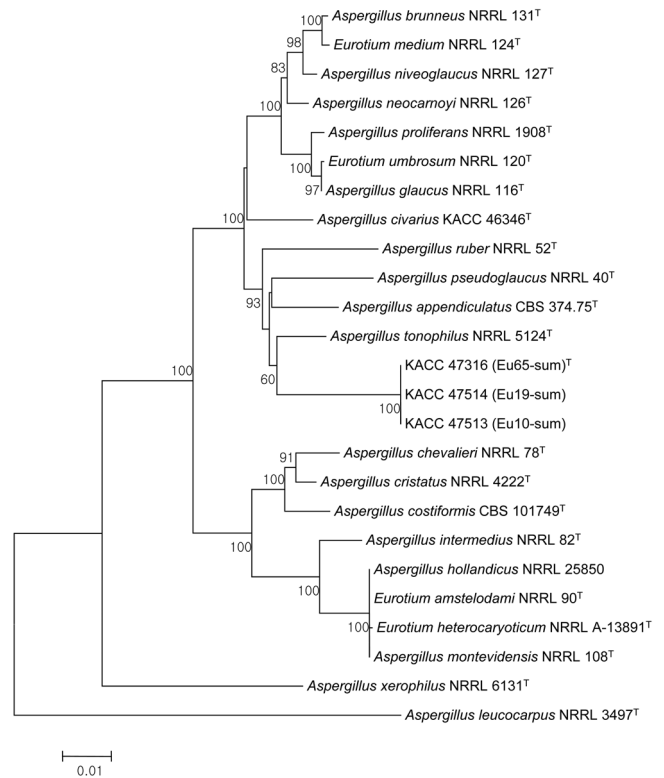 Aspergillus brunneus NRRL 131ᵀ
100
Eurotium medium NRRL 124ᵀ
98
83
Aspergillus niveoglaucus NRRL 127ᵀ
Aspergillus neocarnoyi NRRL 126ᵀ
100
Aspergillus proliferans NRRL 1908ᵀ
Eurotium umbrosum NRRL 120ᵀ
100
97
Aspergillus glaucus NRRL 116ᵀ
100
Aspergillus civarius KACC 46346ᵀ
Aspergillus ruber NRRL 52ᵀ
Aspergillus pseudoglaucus NRRL 40ᵀ
93
Aspergillus appendiculatus CBS 374.75ᵀ
Aspergillus tonophilus NRRL 5124ᵀ
KACC 47316 (Eu65-sum)ᵀ
100
60
KACC 47514 (Eu19-sum)
100
KACC 47513 (Eu10-sum)
Aspergillus chevalieri NRRL 78ᵀ
91
100
Aspergillus cristatus NRRL 4222ᵀ
Aspergillus costiformis CBS 101749ᵀ
100
Aspergillus intermedius NRRL 82ᵀ
Aspergillus hollandicus NRRL 25850
100
Eurotium amstelodami NRRL 90ᵀ
100
Eurotium heterocaryoticum NRRL A-13891ᵀ
Aspergillus montevidensis NRRL 108ᵀ
Aspergillus xerophilus NRRL 6131ᵀ
Aspergillus leucocarpus NRRL 3497ᵀ
0.01